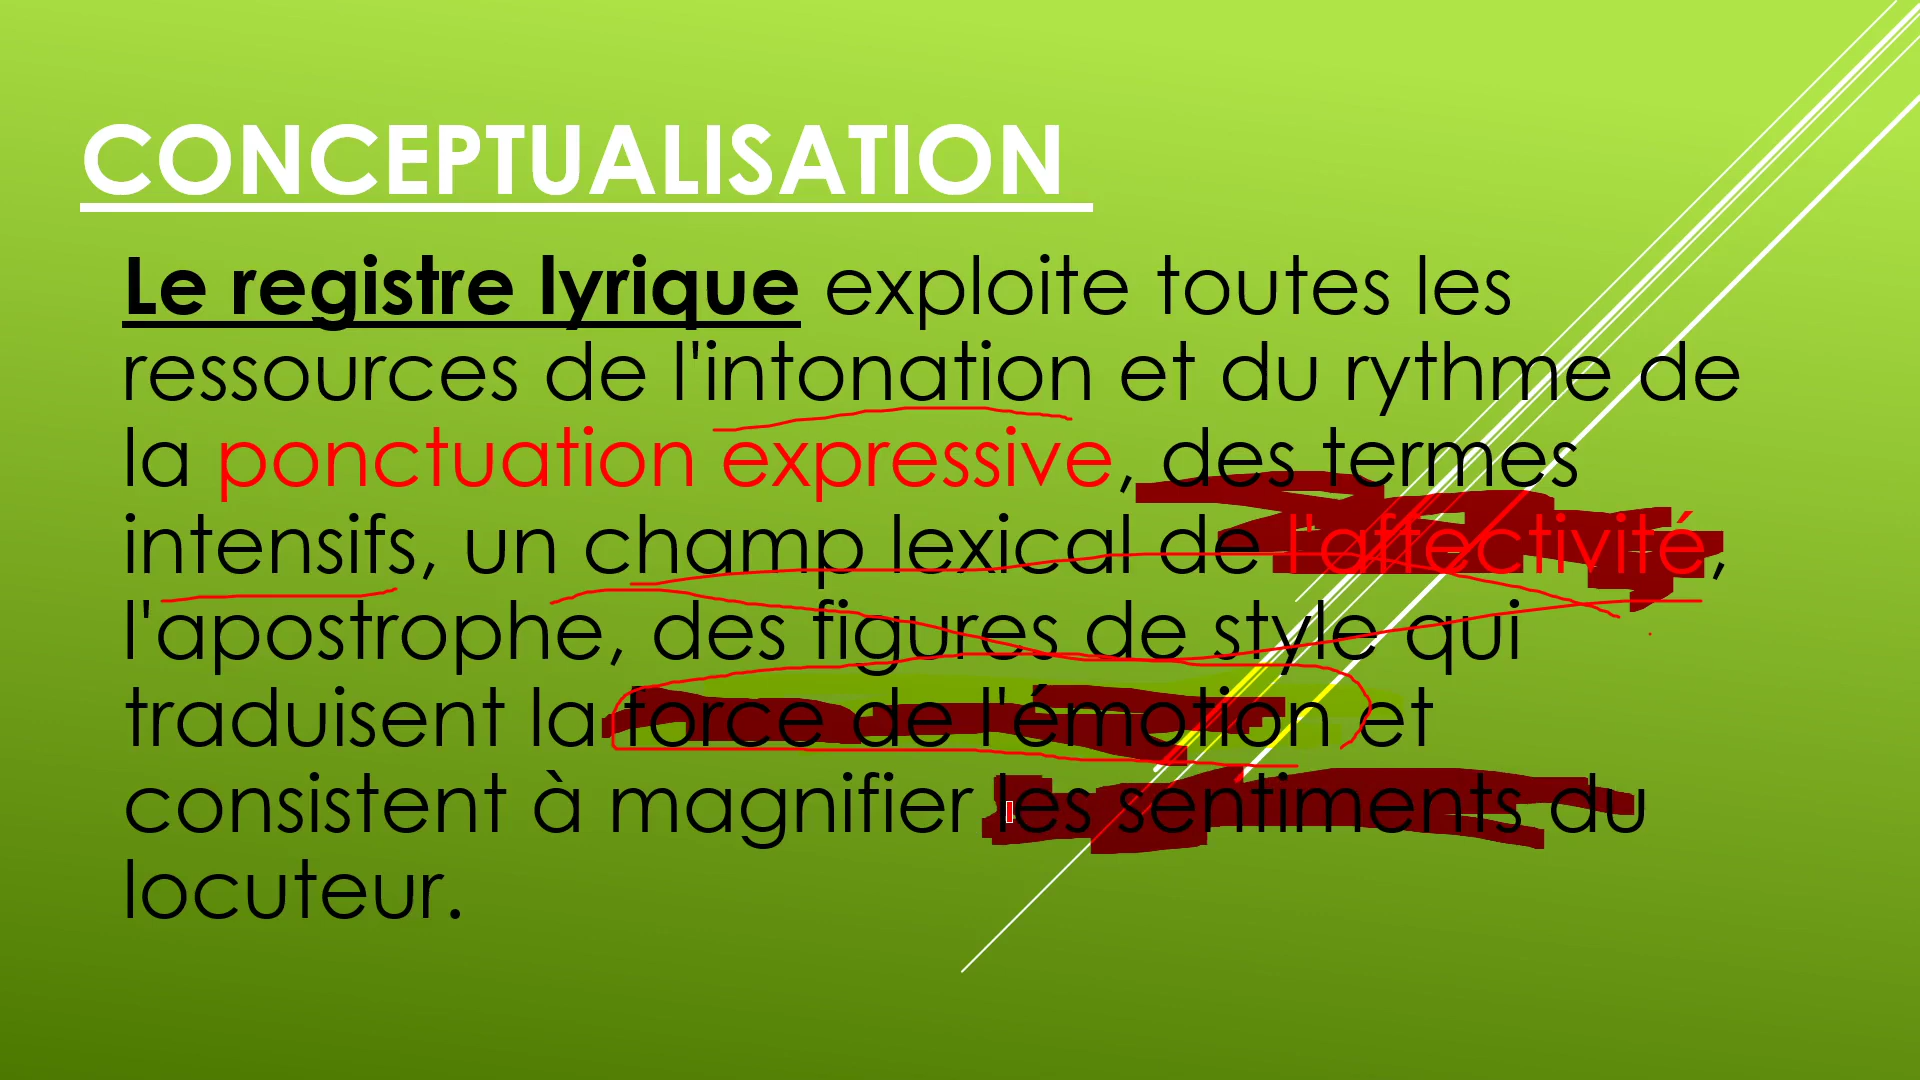 CONCEPTUALISATION
Le registre lyrique exploite toutes les
ressources de l'intonation et du rythme de
la ponctuation expressive, des termes
intensifs, un champ lexical de l'affectivité,
l'apostrophe, des figures de style qui
traduisent la force de l'émotion et
consistent à magnifier les sentiments du
locuteur.